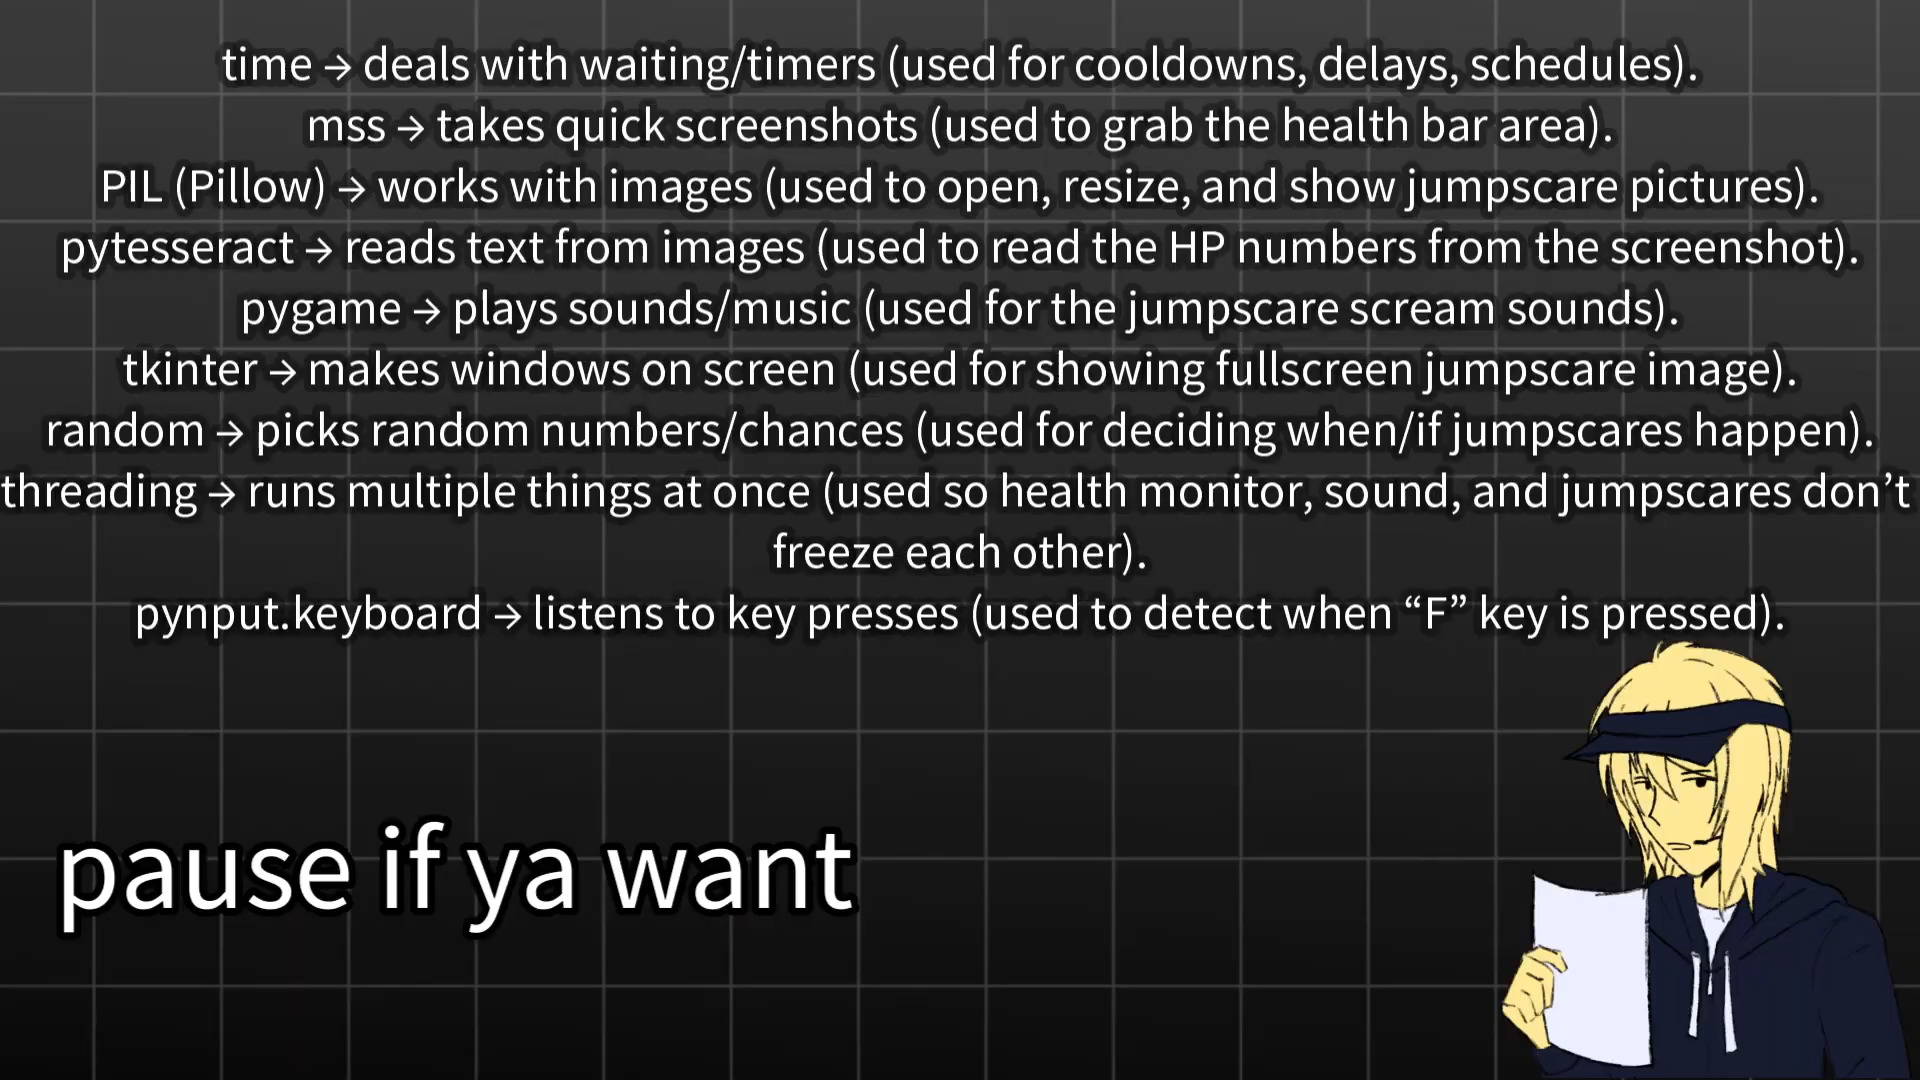 time → deals with waiting/timers (used for cooldowns, delays, schedules).
mss → takes quick screenshots (used to grab the health bar area).
PIL (Pillow) → works with images (used to open, resize, and show jumpscare pictures).
pytesseract → reads text from images (used to read the HP numbers from the screenshot).
pygame → plays sounds/music (used for the jumpscare scream sounds).
tkinter → makes windows on screen (used for showing fullscreen jumpscare image).
random → picks random numbers/chances (used for deciding when/if jumpscares happen).
threading → runs multiple things at once (used so health monitor, sound, and jumpscares don’t
freeze each other).
pynput.keyboard → listens to key presses (used to detect when “F” key is pressed).
pause if ya want